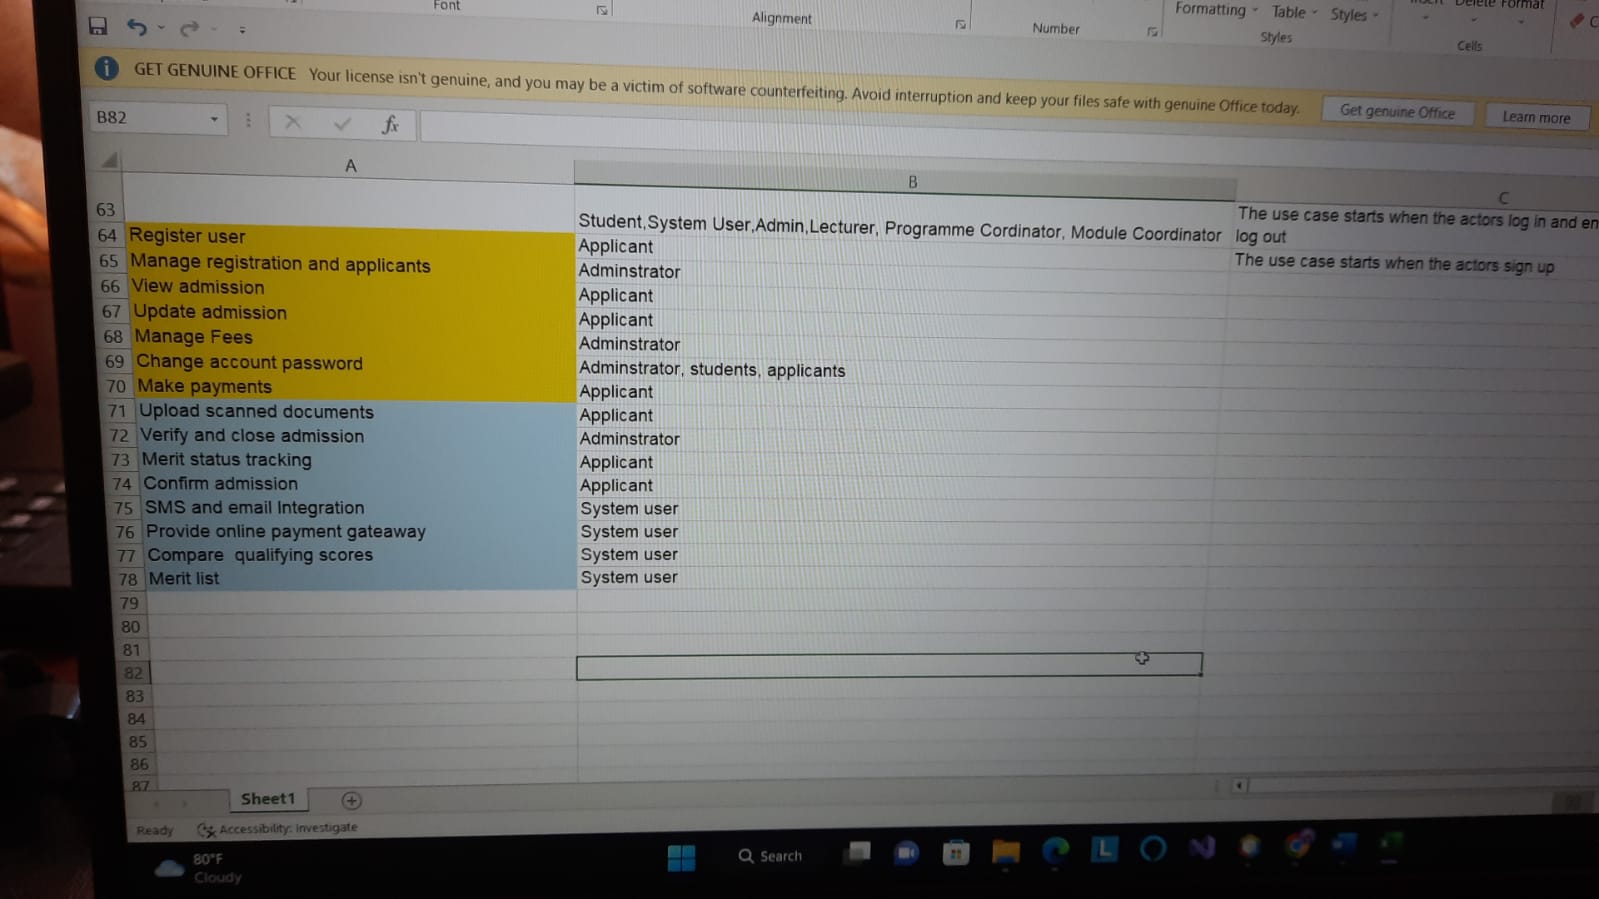 Font
Alignment
Number
Formatting
Table
Styles
Delete
Format
Styles
Cells
GET GENUINE OFFICE Your license isn't genuine, and you may be a victim of software counterfeiting. Avoid interruption and keep your files safe with genuine Office today.
Get genuine Office
Learn more
B82
fx
A
B
C
63 Student,System User,Admin,Lecturer, Programme Cordinator, Module Coordinator The use case starts when the actors log in and en
log out
64 Register user Applicant The use case starts when the actors sign up
65 Manage registration and applicants Adminstrator
66 View admission Applicant
67 Update admission Applicant
68 Manage Fees Adminstrator
69 Change account password Adminstrator, students, applicants
70 Make payments Applicant
71 Upload scanned documents Applicant
72 Verify and close admission Adminstrator
73 Merit status tracking Applicant
74 Confirm admission Applicant
75 SMS and email Integration System user
76 Provide online payment gateaway System user
77 Compare qualifying scores System user
78 Merit list System user
79
80
81
82
83
84
85
86
87
Sheet1
Ready
Accessibility: Investigate
80°F
Cloudy
Search
L